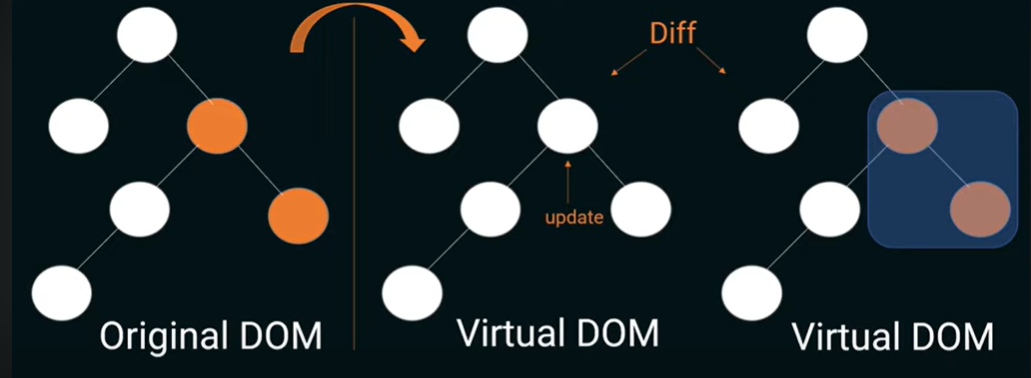 Diff
update
Original DOM
Virtual DOM
Virtual DOM